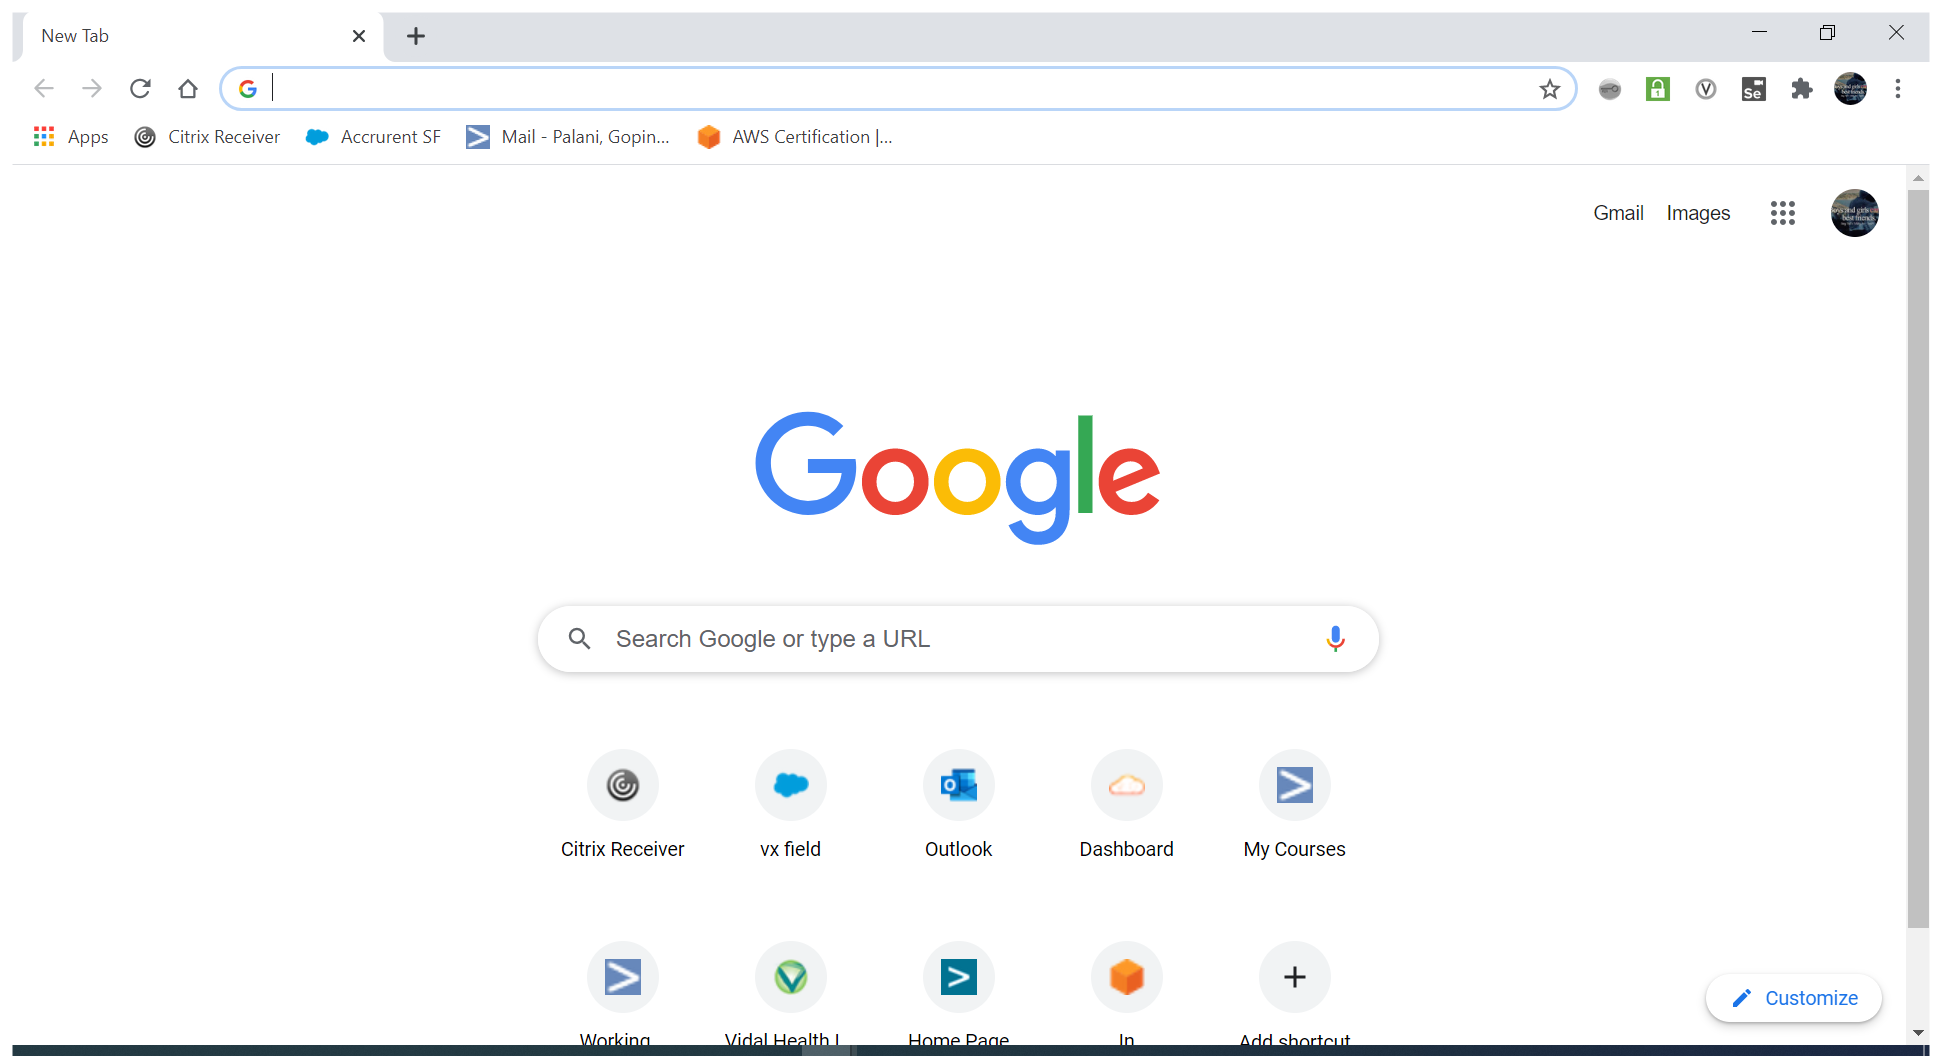 New Tab
Apps
Citrix Receiver
Accrurent SF
Mail - Palani, Gopin...
AWS Certification |...
Se
Gmail
Images
Google
Search Google or type a URL
Citrix Receiver
vx field
Outlook
Dashboard
My Courses
Working
Vidal Health I
Home Page
In
Add shortcut
Customize